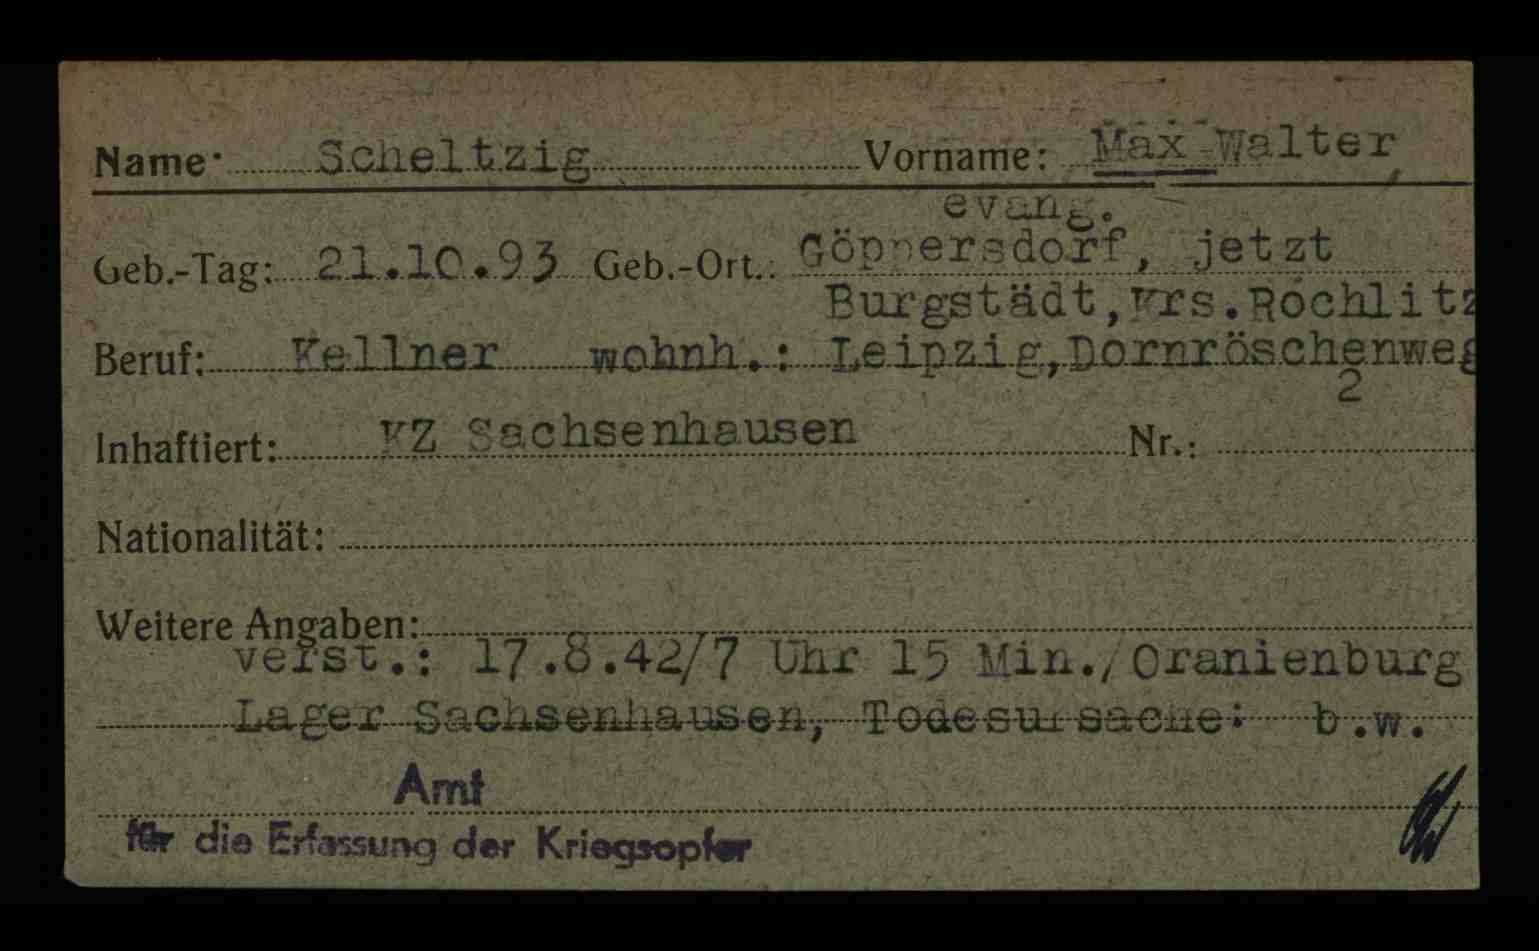 Name: Scheltzig Vorname: Max Walter
evang.
Geb.-Tag: 21.10.93 Geb.-Ort.: Göppersdorf, jetzt
Burgstädt,Krs.Rochlitz
Beruf: Kellner wohnh.: Leipzig,Dornröschenweg
2
Inhaftiert: KZ Sachsenhausen Nr.:
Nationalität:
Weitere Angaben:
verst.: 17.8.42/7 Uhr 15 Min./Oranienburg
Lager Sachsenhausen, Todesursache: b.w.
Amt
für die Erfassung der Kriegsopfer